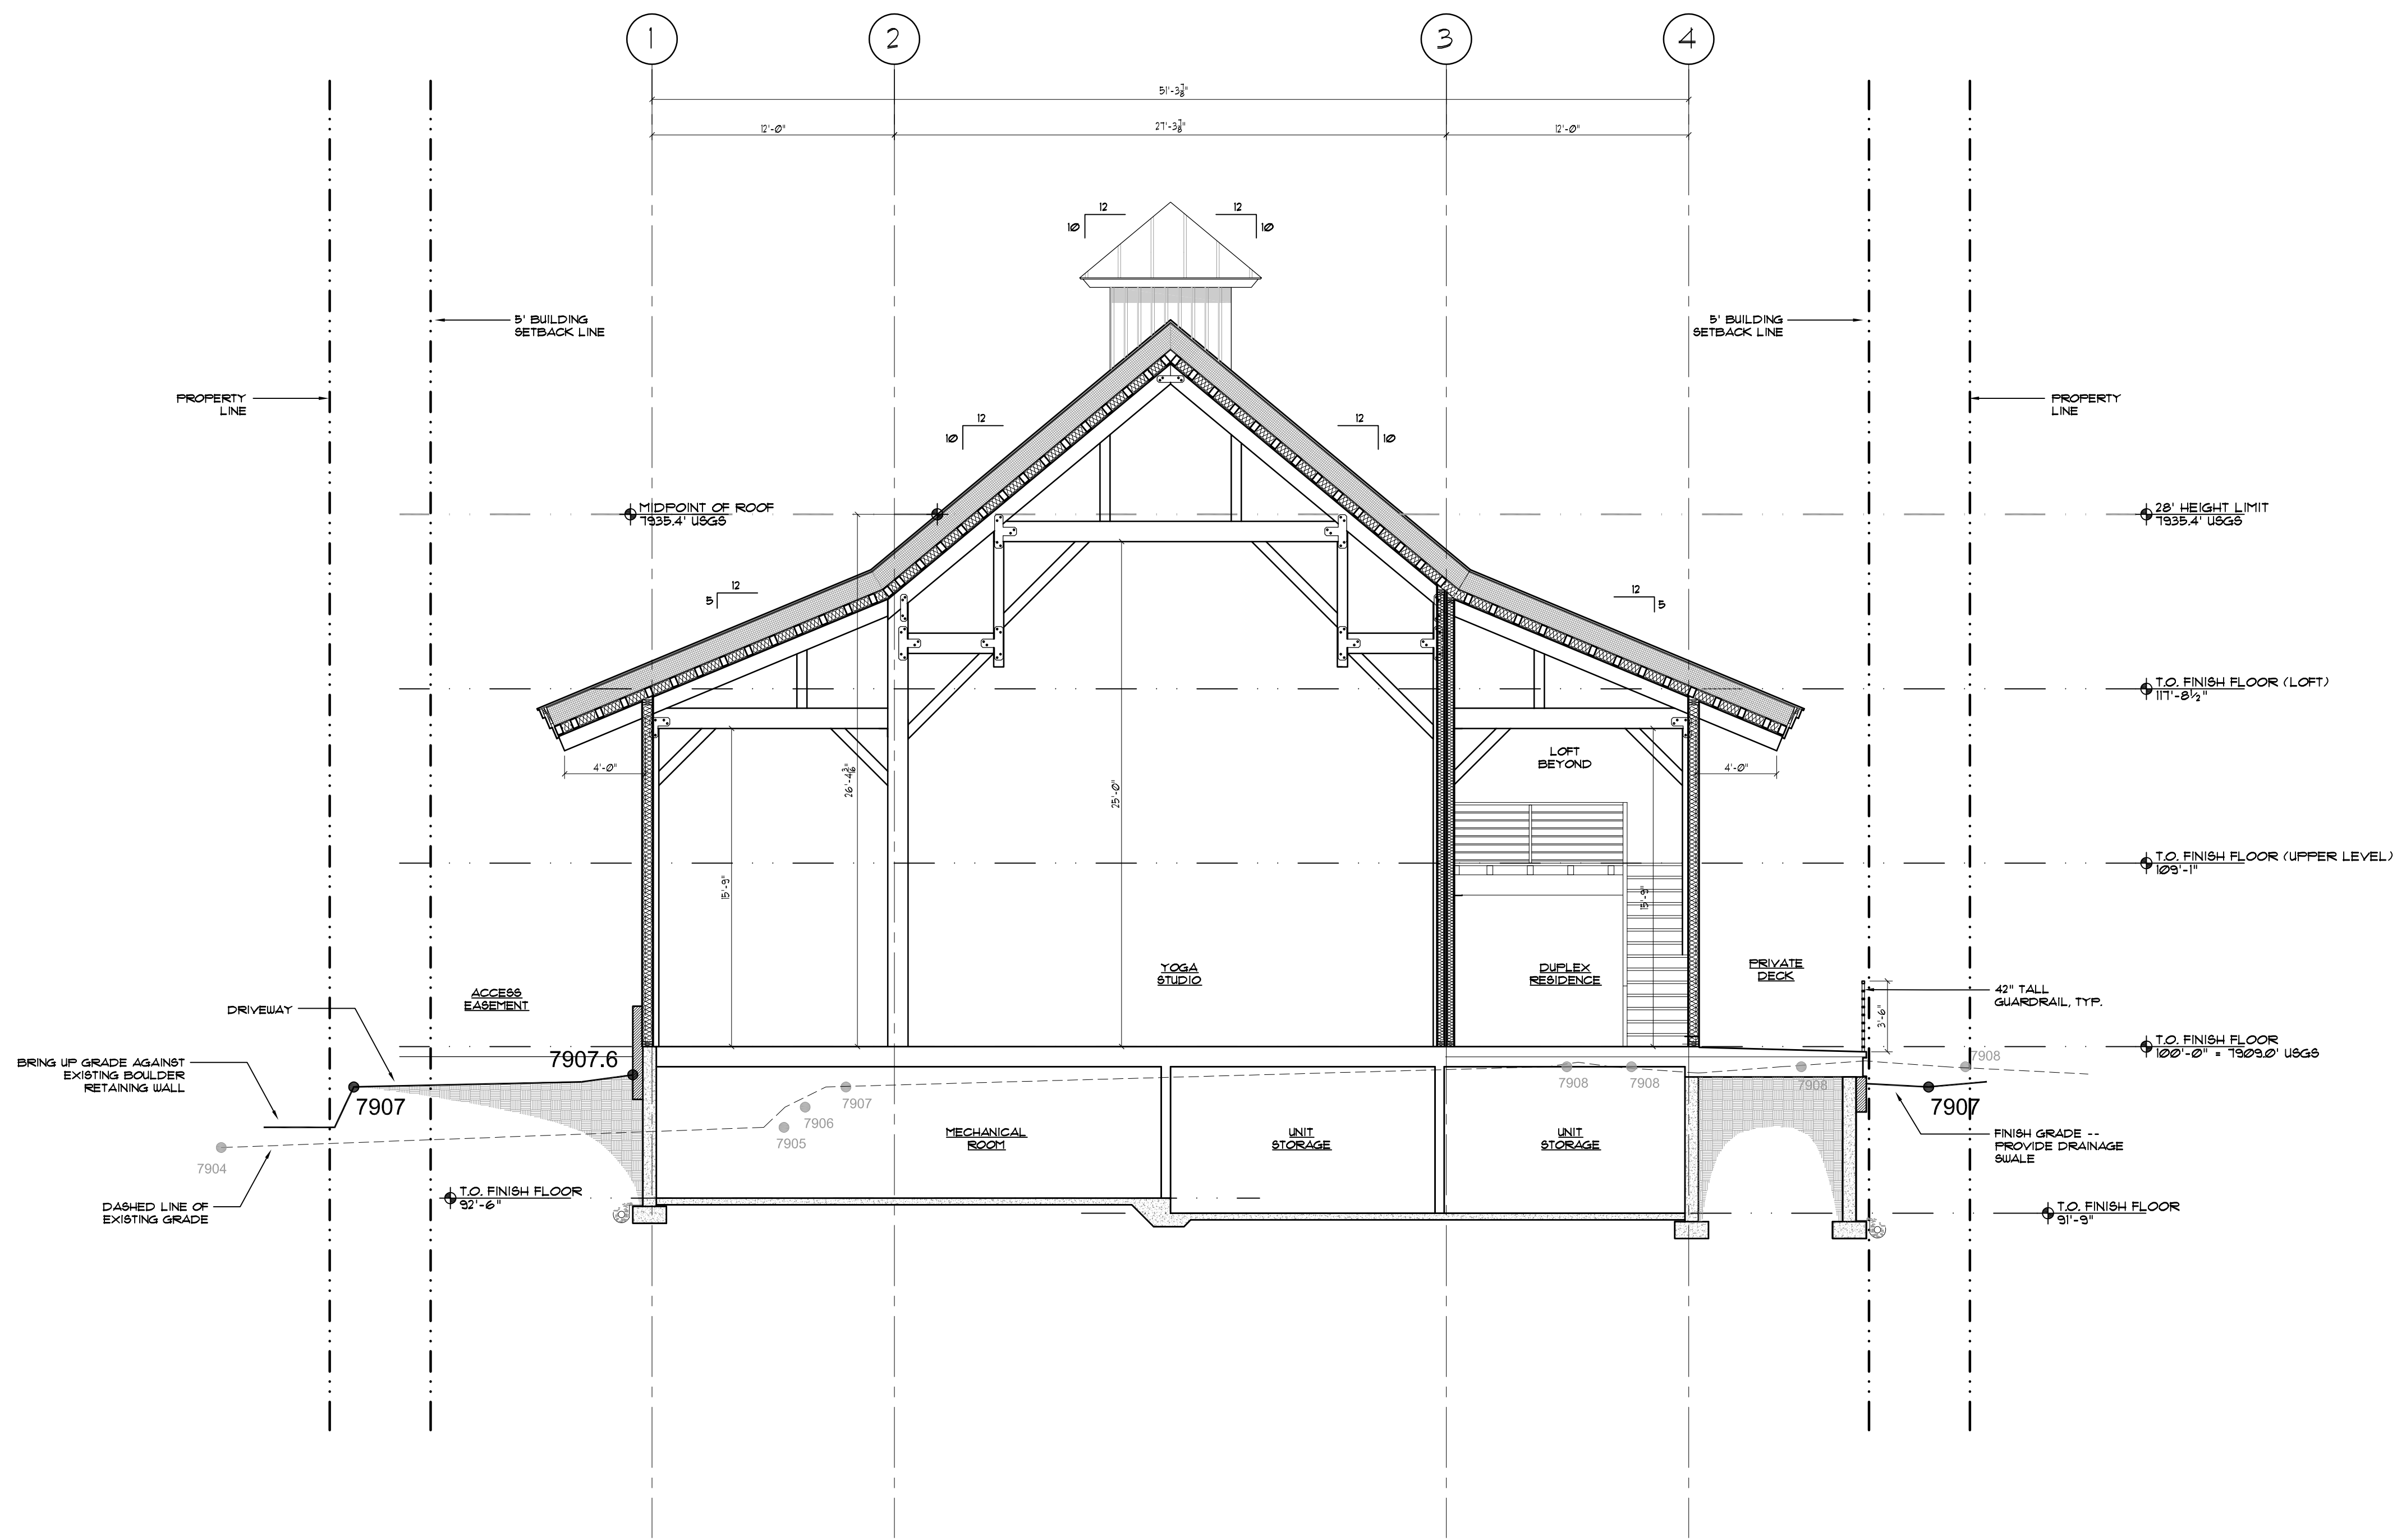 1
2
3
4
51'-3⅞"
12'-0"
27'-3⅞"
12'-0"
12
10
12
10
5' BUILDING
SETBACK LINE
5' BUILDING
SETBACK LINE
PROPERTY
LINE
PROPERTY
LINE
12
10
12
10
MIDPOINT OF ROOF
7935.4' USGS
28' HEIGHT LIMIT
7935.4' USGS
12
5
12
5
T.O. FINISH FLOOR (LOFT)
117'-8½"
LOFT
BEYOND
4'-0"
4'-0"
26'-4 3/16"
25'-0"
T.O. FINISH FLOOR (UPPER LEVEL)
109'-1"
15'-9"
15'-9"
YOGA
STUDIO
DUPLEX
RESIDENCE
PRIVATE
DECK
ACCESS
EASEMENT
42" TALL
GUARDRAIL, TYP.
3'-6"
DRIVEWAY
T.O. FINISH FLOOR
100'-0" = 7909.0' USGS
BRING UP GRADE AGAINST
EXISTING BOULDER
RETAINING WALL
7907.6
7907
7907
7906
7905
7904
7908
7908
7908
7908
7907
MECHANICAL
ROOM
UNIT
STORAGE
UNIT
STORAGE
FINISH GRADE --
PROVIDE DRAINAGE
SWALE
DASHED LINE OF
EXISTING GRADE
T.O. FINISH FLOOR
92'-6"
T.O. FINISH FLOOR
91'-9"